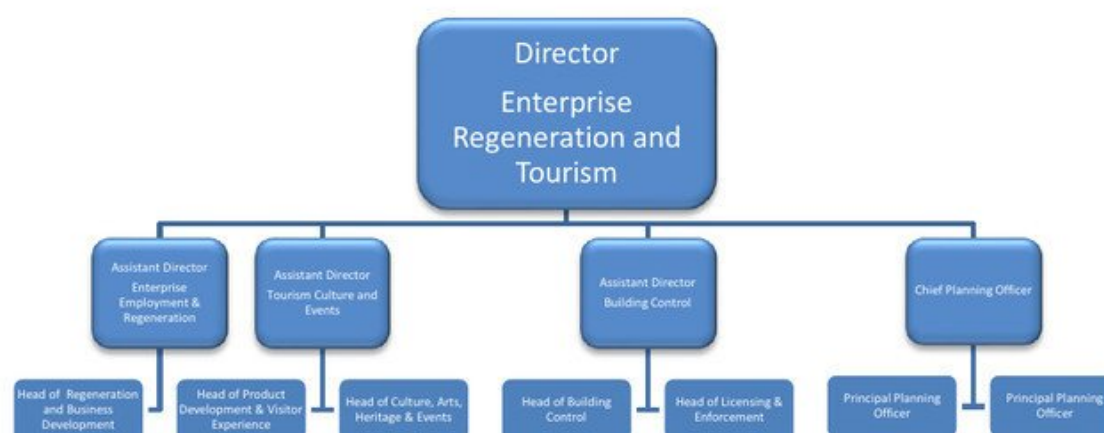 Director
Enterprise
Regeneration and
Tourism
Assistant Director
Enterprise
Employment &
Regeneration
Assistant Director
Tourism Culture and
Events
Assistant Director
Building Control
Chief Planning Officer
Head of Regeneration
and Business
Development
Head of Product
Development & Visitor
Experience
Head of Culture, Arts,
Heritage & Events
Head of Building
Control
Head of Licensing &
Enforcement
Principal Planning
Officer
Principal Planning
Officer